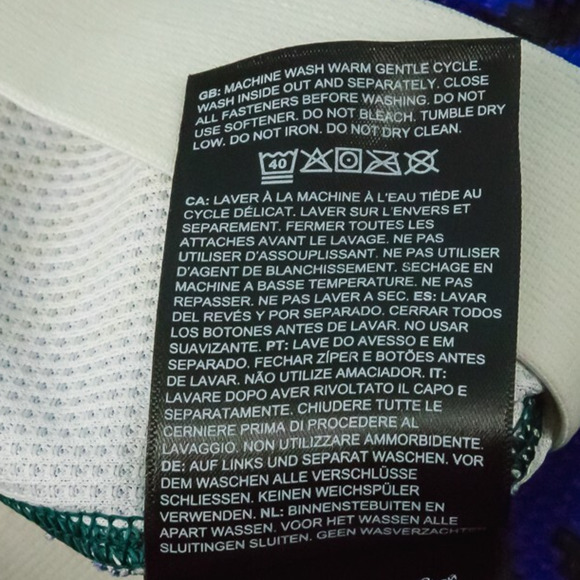 GB: MACHINE WASH WARM GENTLE CYCLE.
WASH INSIDE OUT AND SEPARATELY. CLOSE
ALL FASTENERS BEFORE WASHING. DO NOT
USE SOFTENER. DO NOT BLEACH. TUMBLE DRY
LOW. DO NOT IRON. DO NOT DRY CLEAN.
40
CA: LAVER À LA MACHINE À L'EAU TIÈDE AU
CYCLE DÉLICAT. LAVER SUR L'ENVERS ET
SEPAREMENT. FERMER TOUTES LES
ATTACHES AVANT LE LAVAGE. NE PAS
UTILISER D'ASSOUPLISSANT. NE PAS UTILISER
D'AGENT DE BLANCHISSEMENT. SECHAGE EN
MACHINE A BASSE TEMPERATURE. NE PAS
REPASSER. NE PAS LAVER A SEC. ES: LAVAR
DEL REVÉS Y POR SEPARADO. CERRAR TODOS
LOS BOTONES ANTES DE LAVAR. NO USAR
SUAVIZANTE. PT: LAVE DO AVESSO E EM
SEPARADO. FECHAR ZÍPER E BOTÕES ANTES
DE LAVAR. NÃO UTILIZE AMACIADOR. IT:
LAVARE DOPO AVER RIVOLTATO IL CAPO E
SEPARATAMENTE. CHIUDERE TUTTE LE
CERNIERE PRIMA DI PROCEDERE AL
LAVAGGIO. NON UTILIZZARE AMMORBIDENTE.
DE: AUF LINKS UND SEPARAT WASCHEN. VOR
DEM WASCHEN ALLE VERSCHLÜSSE
SCHLIESSEN. KEINEN WEICHSPÜLER
VERWENDEN. NL: BINNENSTEBUITEN EN
APART WASSEN. VOOR HET WASSEN ALLE
SLUITINGEN SLUITEN. GEEN WASVERZACHTER